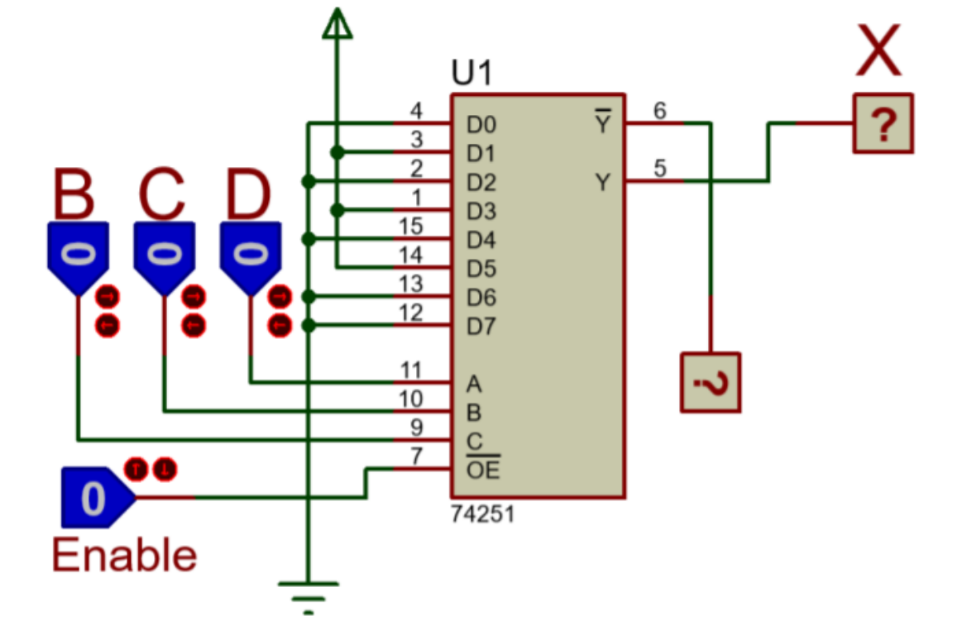 U1
X
4 D0
3 D1
2 D2
1 D3
15 D4
14 D5
13 D6
12 D7
11 A
10 B
9 C
7 OE
Y 6
Y 5
?
?
B C D
0 0 0
0
Enable
74251